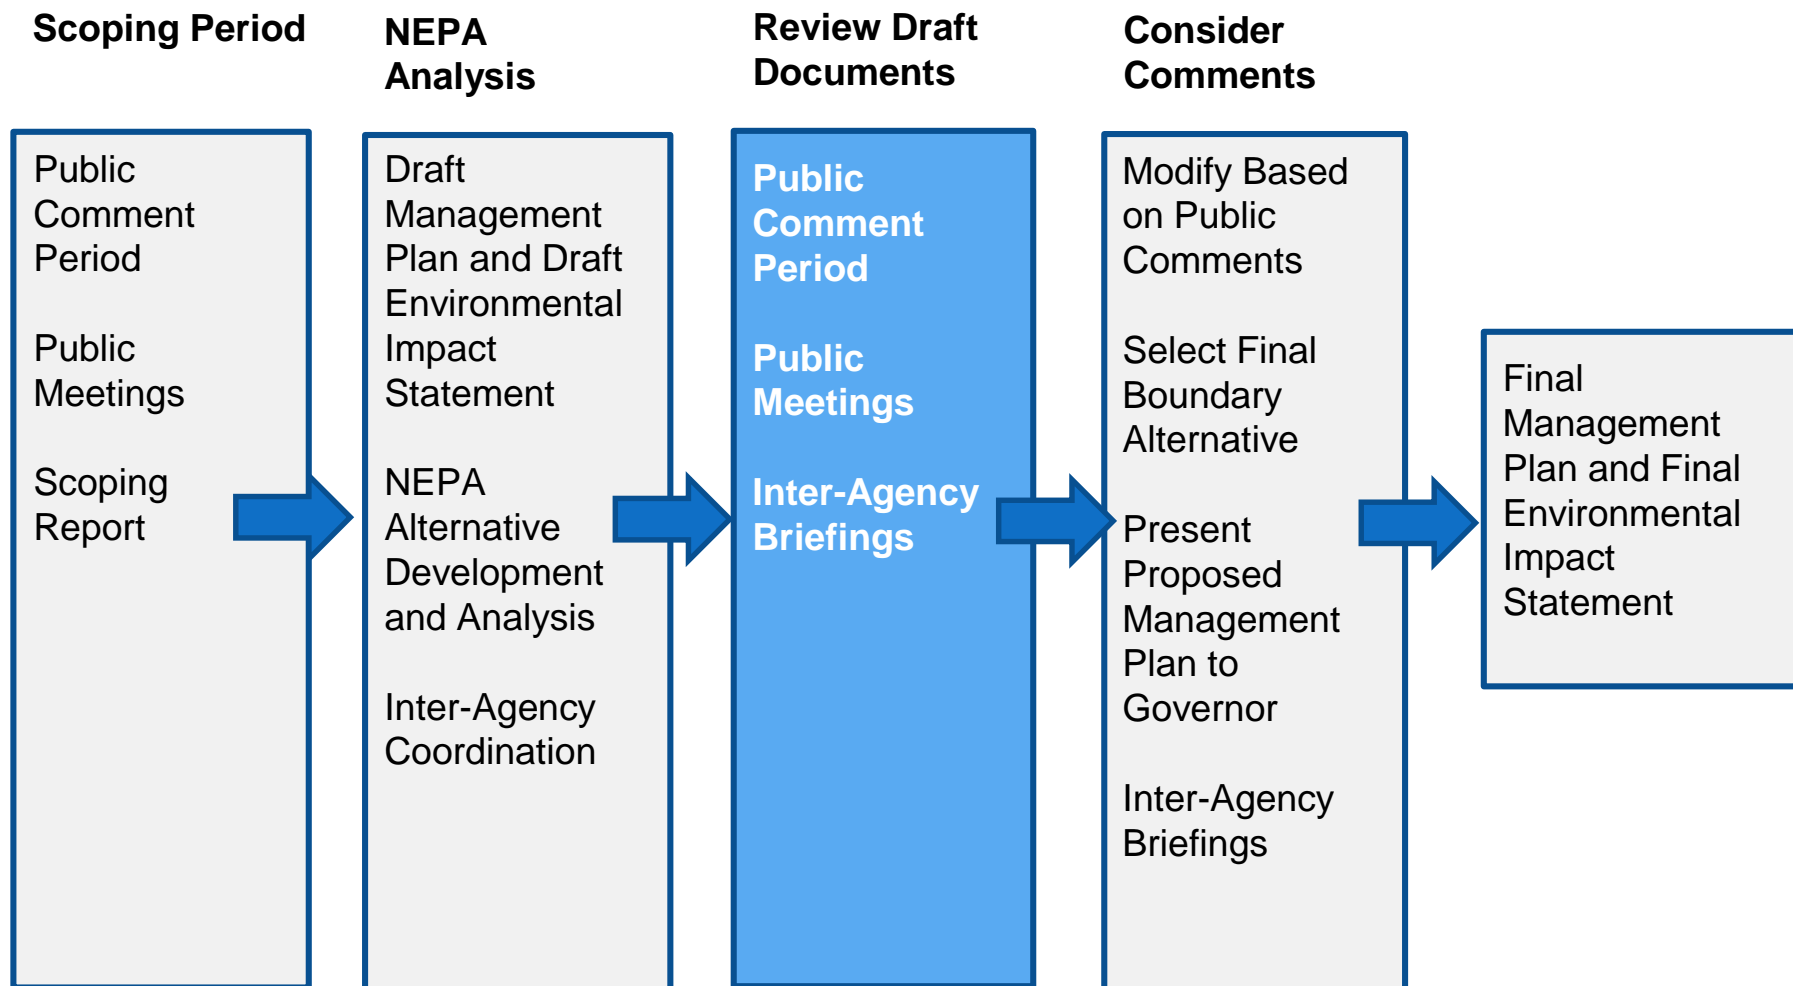 Scoping Period
NEPA
Analysis
Review Draft
Documents
Consider
Comments
Public
Comment
Period
Public
Meetings
Scoping
Report
Draft
Management
Plan and Draft
Environmental
Impact
Statement
NEPA
Alternative
Development
and Analysis
Inter-Agency
Coordination
Public
Comment
Period
Public
Meetings
Inter-Agency
Briefings
Modify Based
on Public
Comments
Select Final
Boundary
Alternative
Present
Proposed
Management
Plan to
Governor
Inter-Agency
Briefings
Final
Management
Plan and Final
Environmental
Impact
Statement